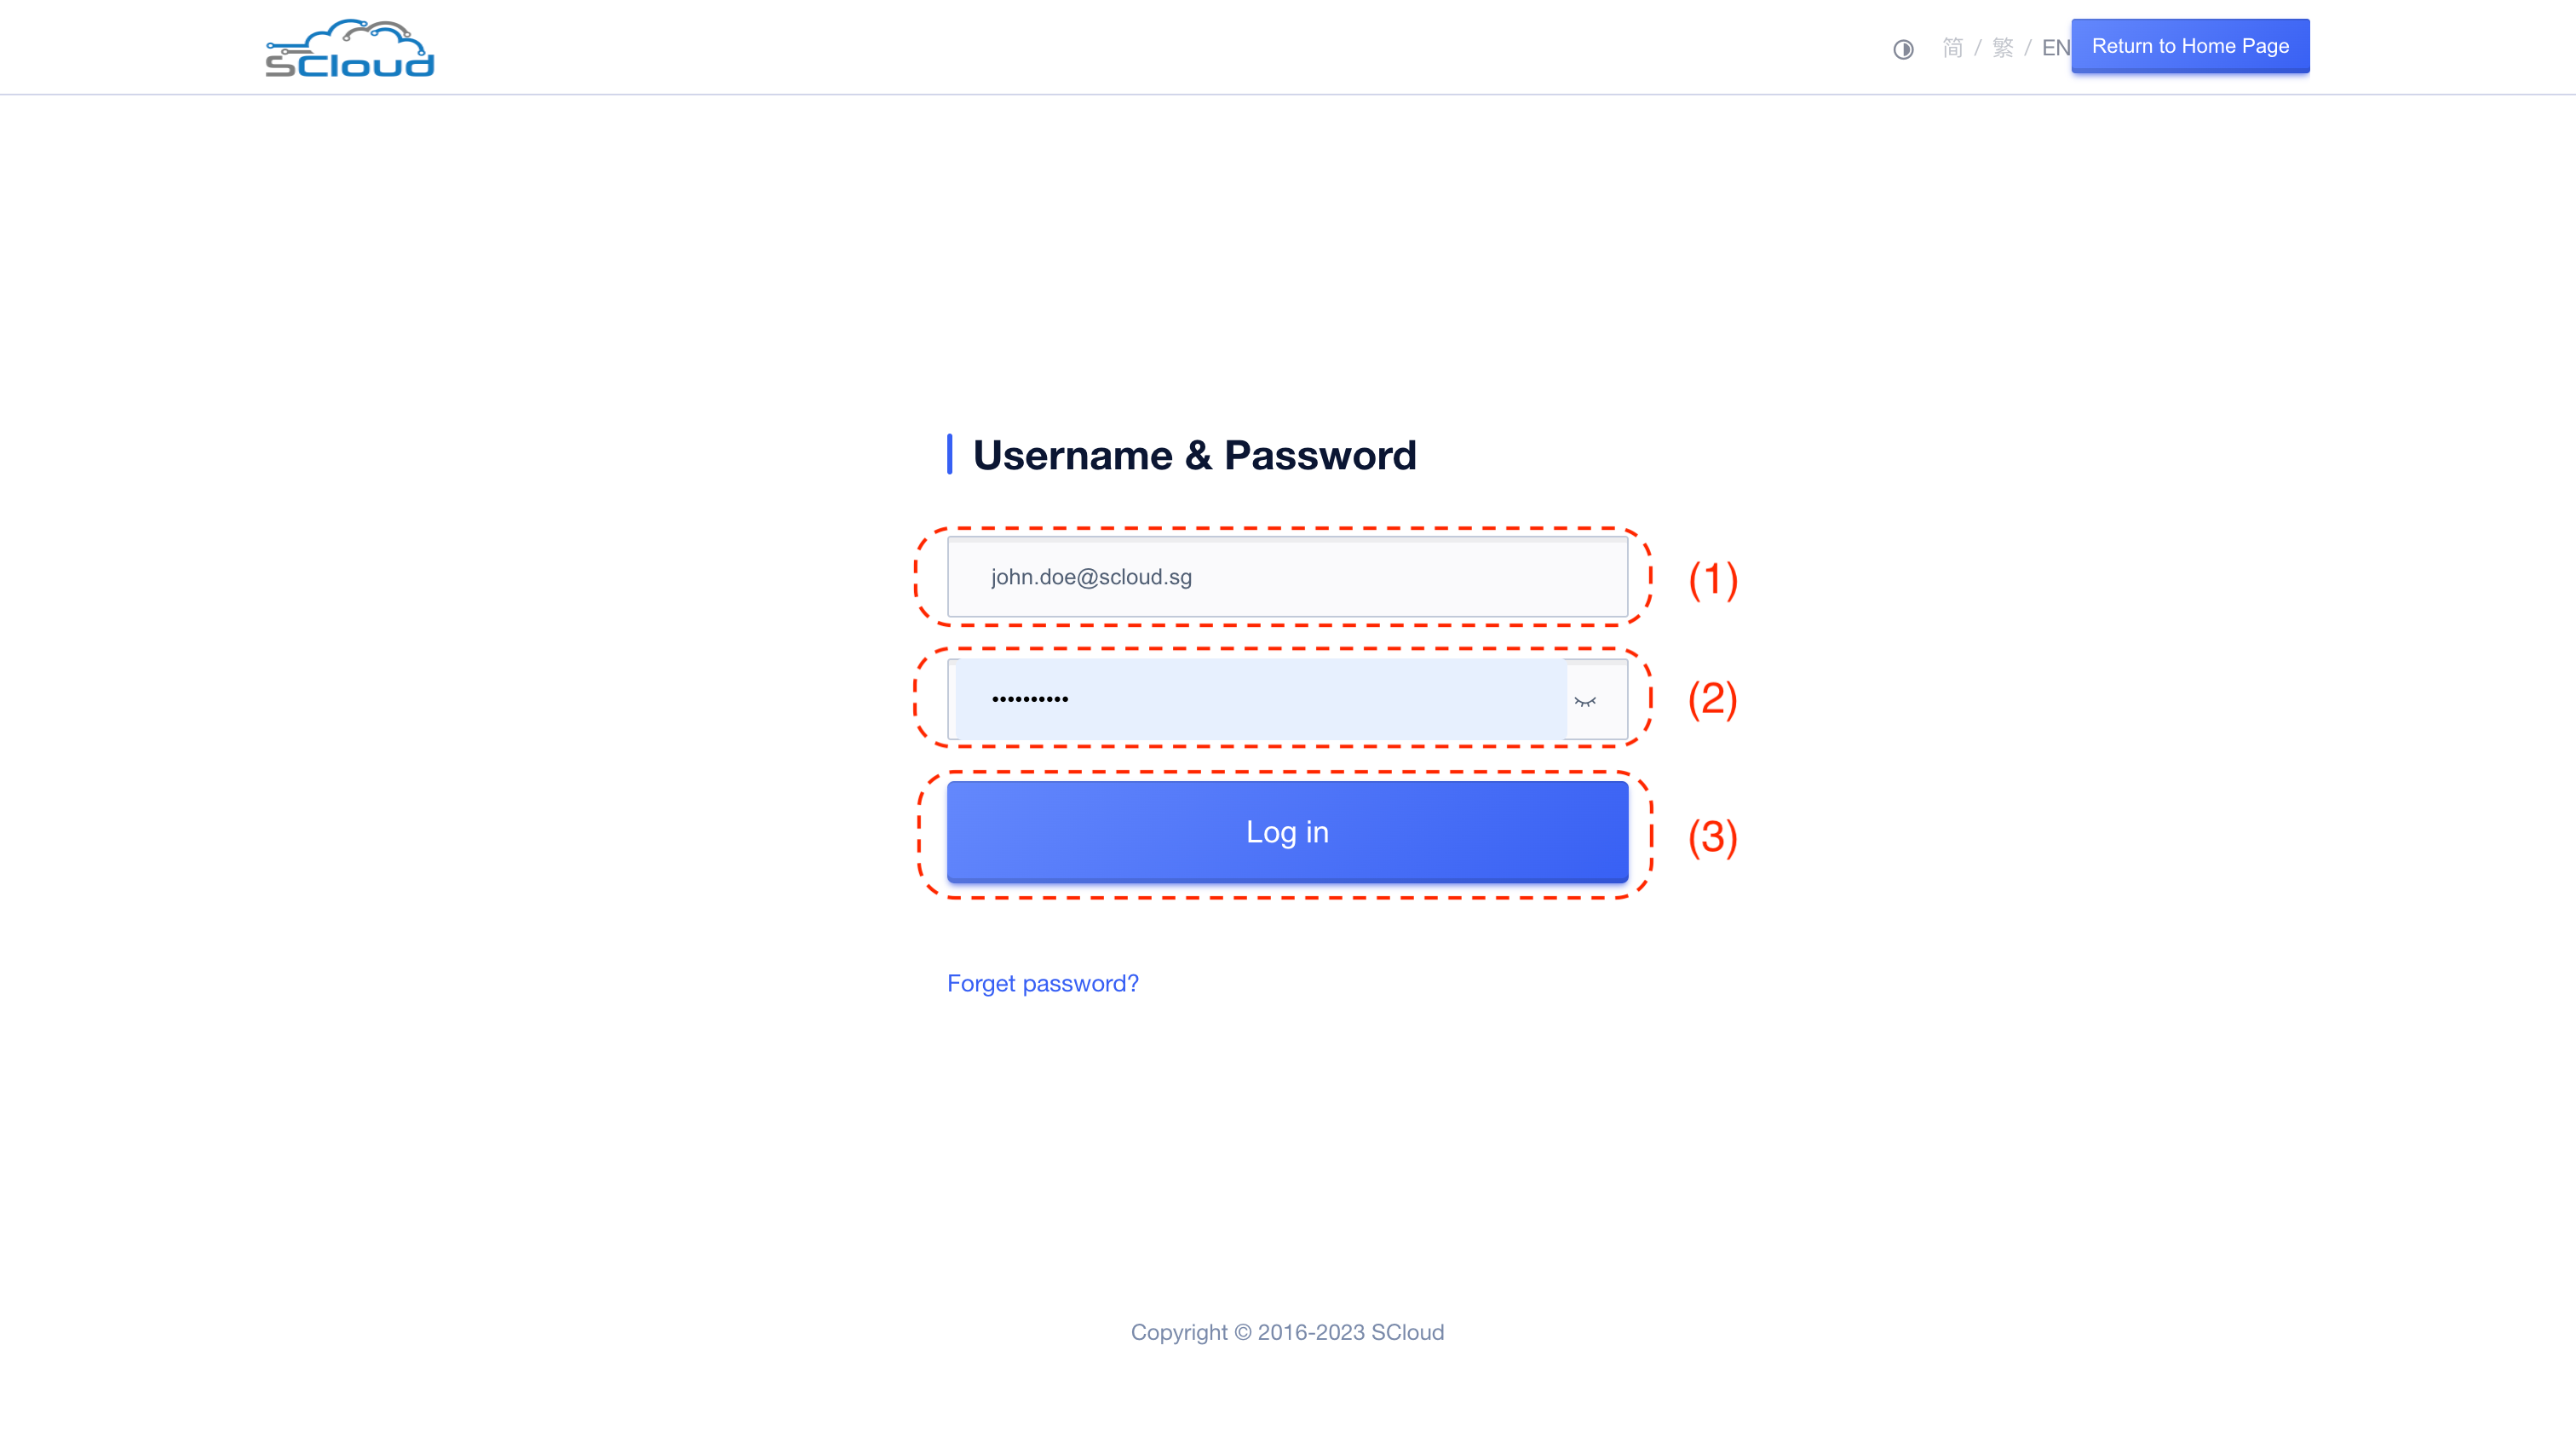 SCloud
简 / 繁 / EN
Return to Home Page
Username & Password
john.doe@scloud.sg
(1)
••••••••••
(2)
Log in
(3)
Forget password?
Copyright © 2016-2023 SCloud